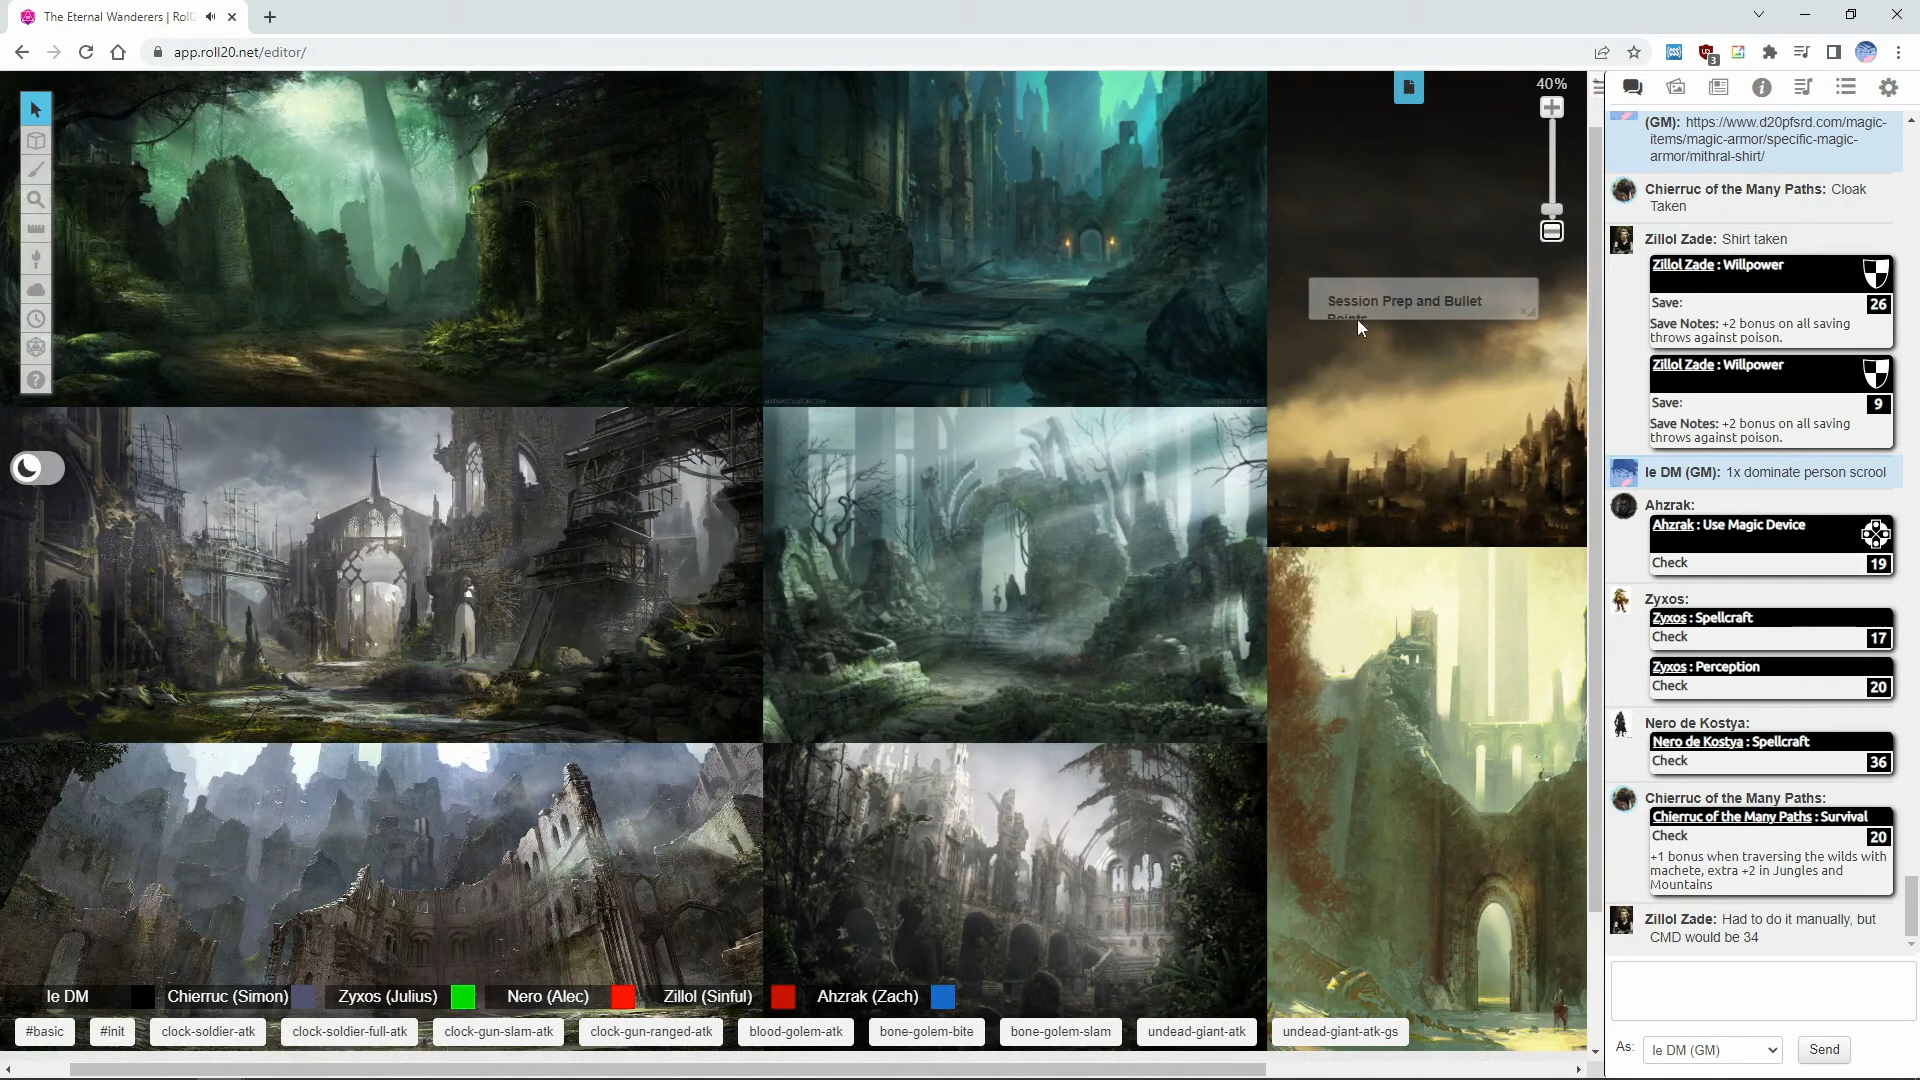 The Eternal Wanderers | Roll
app.roll20.net/editor/
3
40%
Session Prep and Bullet
Points
(GM): https://www.d20pfsrd.com/magic-
items/magic-armor/specific-magic-
armor/mithral-shirt/
Chierruc of the Many Paths: Cloak
Taken
Zillol Zade: Shirt taken
Zillol Zade : Willpower
Save: 26
Save Notes: +2 bonus on all saving
throws against poison.
Zillol Zade : Willpower
Save: 9
Save Notes: +2 bonus on all saving
throws against poison.
le DM (GM): 1x dominate person scrool
Ahzrak:
Ahzrak : Use Magic Device
Check 19
Zyxos:
Zyxos : Spellcraft
Check 17
Zyxos : Perception
Check 20
Nero de Kostya:
Nero de Kostya : Spellcraft
Check 36
Chierruc of the Many Paths:
Chierruc of the Many Paths : Survival
Check 20
+1 bonus when traversing the wilds with
machete, extra +2 in Jungles and
Mountains
Zillol Zade: Had to do it manually, but
CMD would be 34
le DM Chierruc (Simon) Zyxos (Julius) Nero (Alec) Zillol (Sinful) Ahzrak (Zach)
#basic #init clock-soldier-atk clock-soldier-full-atk clock-gun-slam-atk clock-gun-ranged-atk blood-golem-atk bone-golem-bite bone-golem-slam undead-giant-atk undead-giant-atk-gs
As: le DM (GM) Send